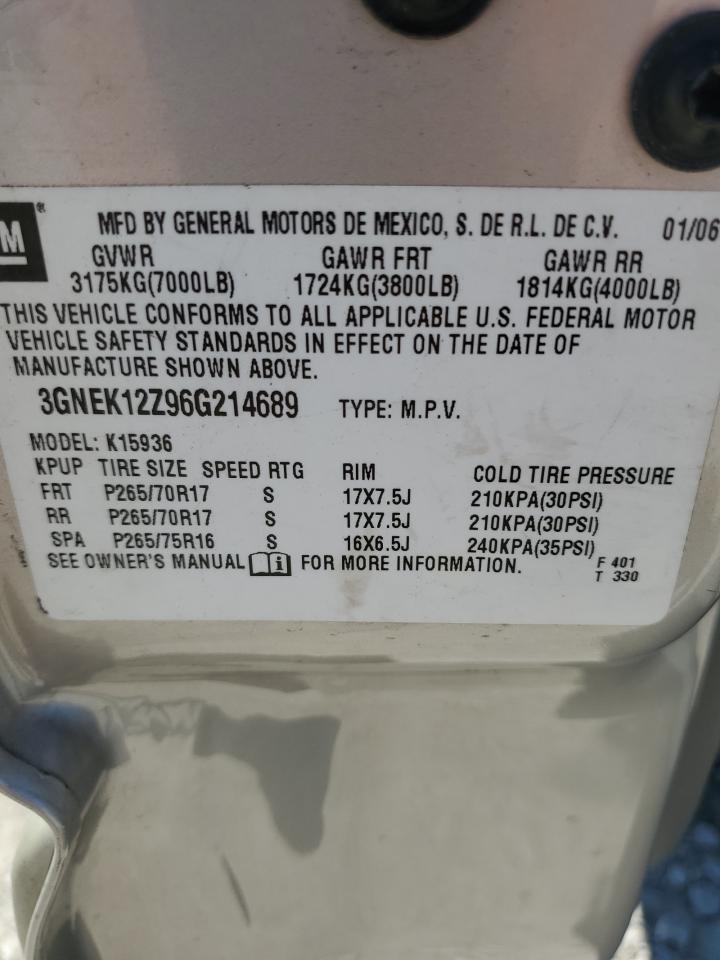 M ®
MFD BY GENERAL MOTORS DE MEXICO, S. DE R.L. DE C.V. 01/06
GVWR GAWR FRT GAWR RR
3175KG(7000LB) 1724KG(3800LB) 1814KG(4000LB)
THIS VEHICLE CONFORMS TO ALL APPLICABLE U.S. FEDERAL MOTOR
VEHICLE SAFETY STANDARDS IN EFFECT ON THE DATE OF
MANUFACTURE SHOWN ABOVE.
3GNEK12Z96G214689 TYPE: M.P.V.
MODEL: K15936
KPUP TIRE SIZE SPEED RTG RIM COLD TIRE PRESSURE
FRT P265/70R17 S 17X7.5J 210KPA(30PSI)
RR P265/70R17 S 17X7.5J 210KPA(30PSI)
SPA P265/75R16 S 16X6.5J 240KPA(35PSI)
SEE OWNER'S MANUAL i FOR MORE INFORMATION. F 401
T 330